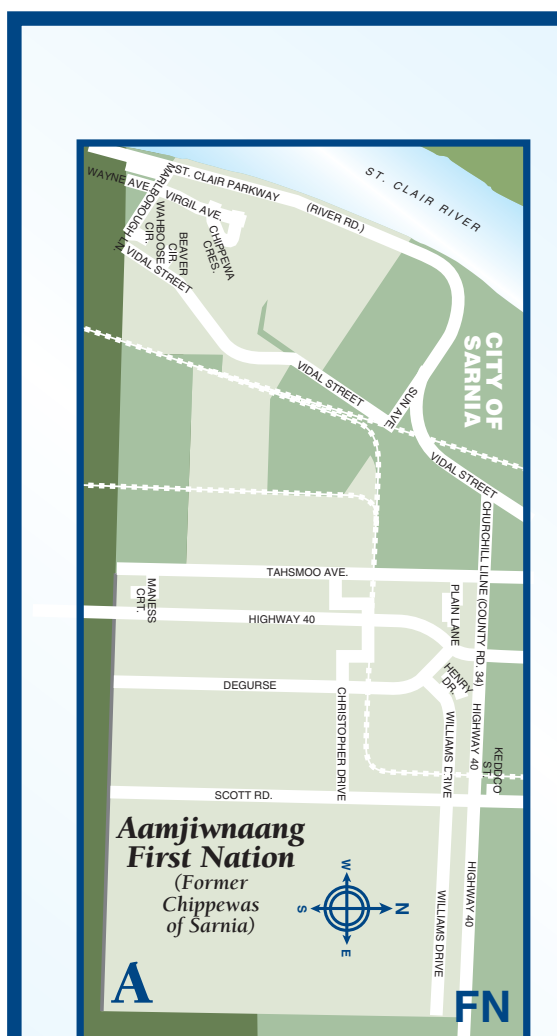 ST. CLAIR RIVER
WAYNE AVE
MARLBOROUGH LN.
ST. CLAIR PARKWAY
(RIVER RD.)
VIRGIL AVE.
CHIPPEWA
CRES.
BEAVER
CIR.
WAHBOOSE
CIR.
VIDAL STREET
CITY OF
SARNIA
VIDAL STREET
SUN AVE
VIDAL STREET
CHURCHILL LILNE (COUNTY RD. 34)
TAHSMOO AVE.
MANESS
CRT.
PLAIN LANE
HIGHWAY 40
HENRY
DR.
DEGURSE
CHRISTOPHER DRIVE
WILLIAMS DRIVE
HIGHWAY 40
KEDDCO
ST.
SCOTT RD.
Aamjiwnaang
First Nation
(Former
Chippewas
of Sarnia)
W
S
N
E
HIGHWAY 40
WILLIAMS DRIVE
A
FN